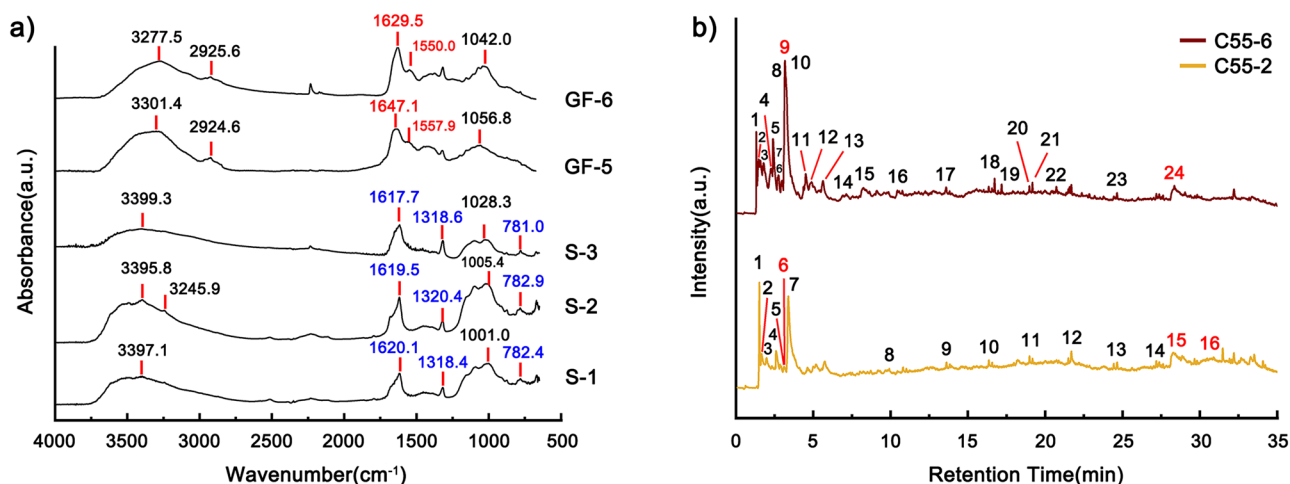 a)
3277.5
2925.6
1629.5
1550.0
1042.0
GF-6
3301.4
2924.6
1647.1
1557.9
1056.8
GF-5
3399.3
1617.7
1318.6
1028.3
781.0
S-3
3395.8
3245.9
1619.5
1320.4
1005.4
782.9
S-2
3397.1
1620.1
1318.4
1001.0
782.4
S-1
Absorbance(a.u.)
4000 3500 3000 2500 2000 1500 1000 500
Wavenumber(cm⁻¹)
b)
C55-6
C55-2
1 2 3 4 5 6 7 8 9 10 11 12 13 14 15 16 17 18 19 20 21 22 23 24
1 2 3 4 5 6 7 8 9 10 11 12 13 14 15 16
Intensity(a.u.)
0 5 10 15 20 25 30 35
Retention Time(min)